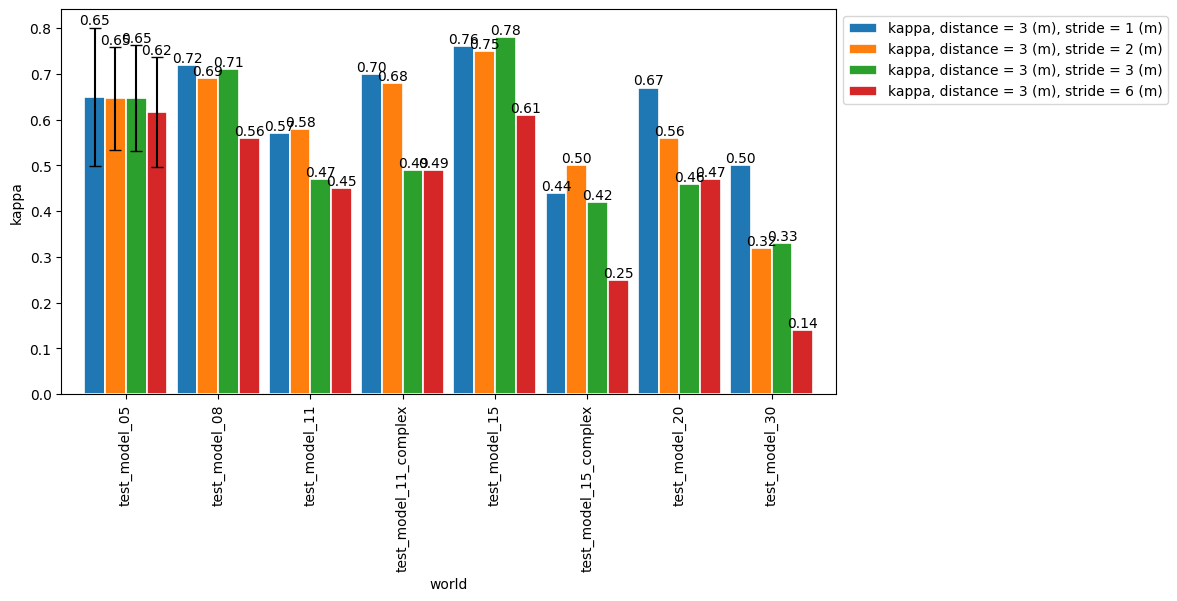 kappa, distance = 3 (m), stride = 1 (m)
kappa, distance = 3 (m), stride = 2 (m)
kappa, distance = 3 (m), stride = 3 (m)
kappa, distance = 3 (m), stride = 6 (m)
kappa
0.8
0.7
0.6
0.5
0.4
0.3
0.2
0.1
0.0
0.65
0.65
0.65
0.62
0.72
0.69
0.71
0.56
0.57
0.58
0.47
0.45
0.70
0.68
0.49
0.49
0.76
0.75
0.78
0.61
0.44
0.50
0.42
0.25
0.67
0.56
0.46
0.47
0.50
0.32
0.33
0.14
test_model_05
test_model_08
test_model_11
test_model_11_complex
test_model_15
test_model_15_complex
test_model_20
test_model_30
world